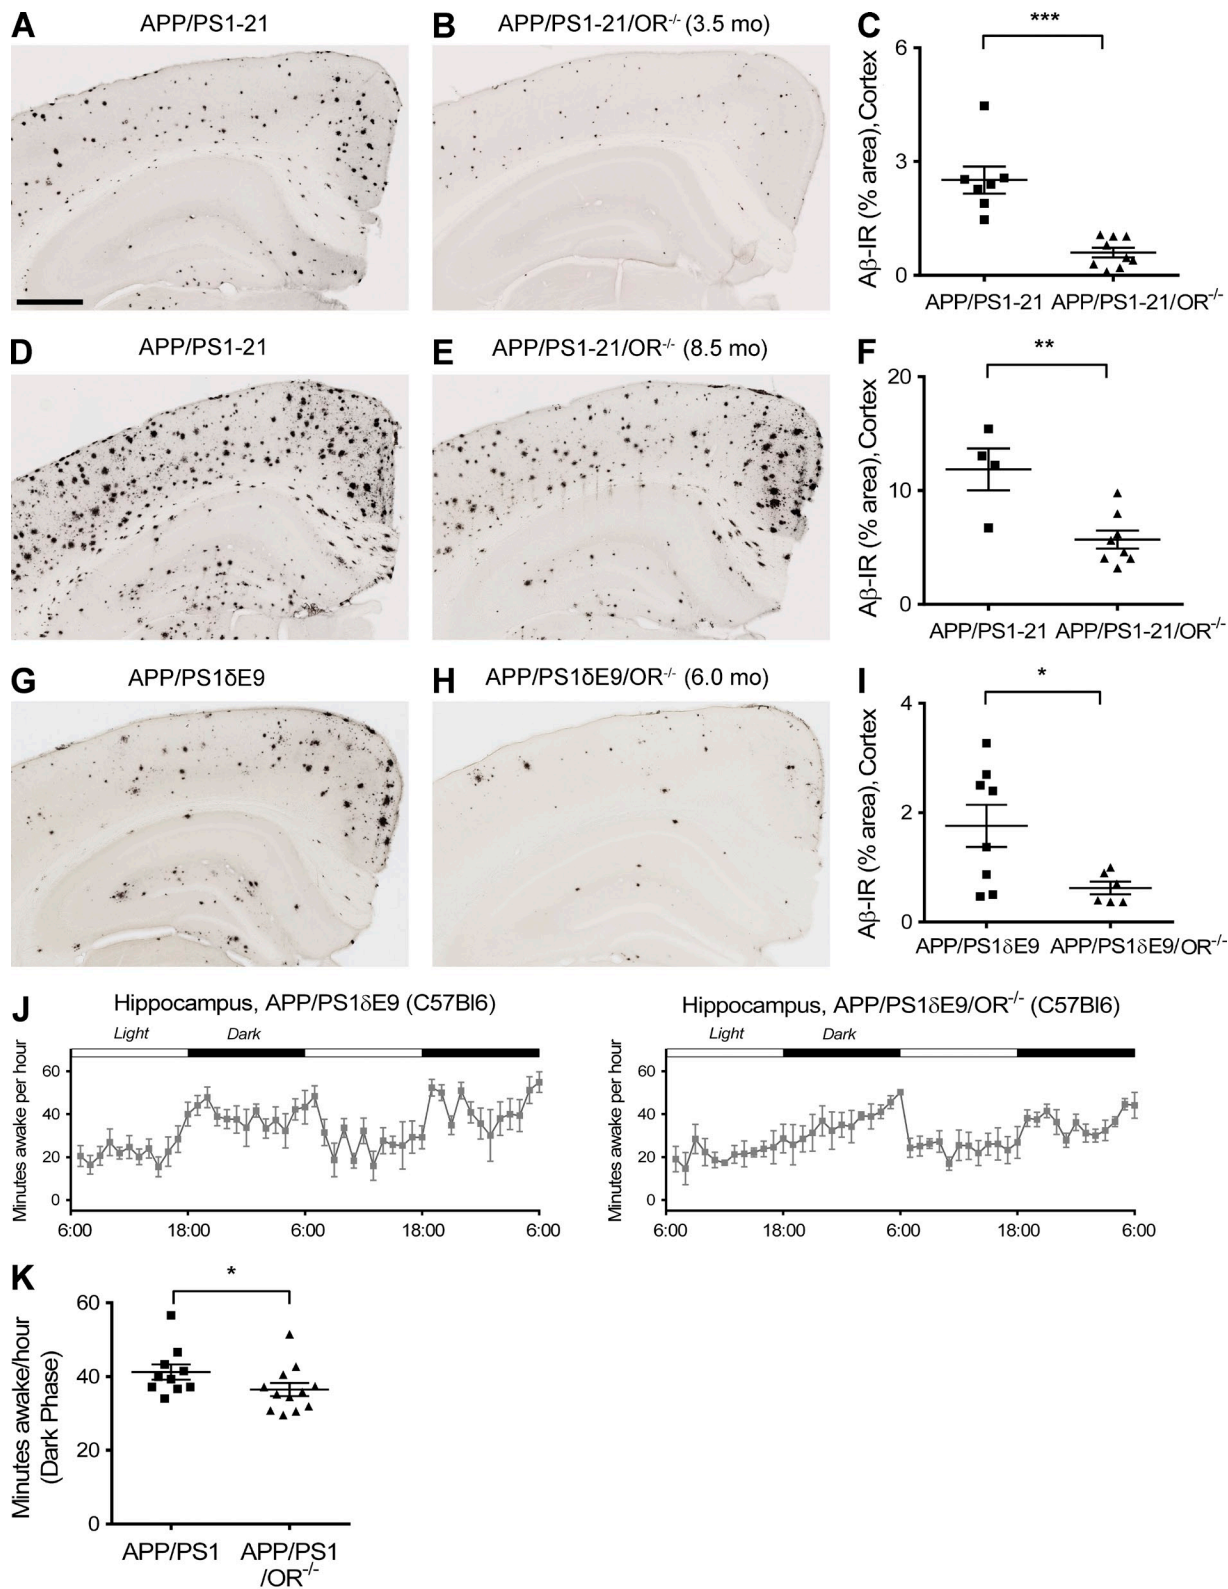 A APP/PS1-21
B APP/PS1-21/OR-/- (3.5 mo)
C ***
Aβ-IR (% area), Cortex
6
3
0
APP/PS1-21 APP/PS1-21/OR-/-
D APP/PS1-21
E APP/PS1-21/OR-/- (8.5 mo)
F **
Aβ-IR (% area), Cortex
20
10
0
APP/PS1-21 APP/PS1-21/OR-/-
G APP/PS1δE9
H APP/PS1δE9/OR-/- (6.0 mo)
I *
Aβ-IR (% area), Cortex
4
2
0
APP/PS1δE9 APP/PS1δE9/OR-/-
J Hippocampus, APP/PS1δE9 (C57Bl6)
Light Dark
Minutes awake per hour
60
40
20
0
6:00 18:00 6:00 18:00 6:00
Hippocampus, APP/PS1δE9/OR-/- (C57Bl6)
Light Dark
Minutes awake per hour
60
40
20
0
6:00 18:00 6:00 18:00 6:00
K *
Minutes awake/hour
(Dark Phase)
60
40
20
0
APP/PS1 APP/PS1
/OR-/-